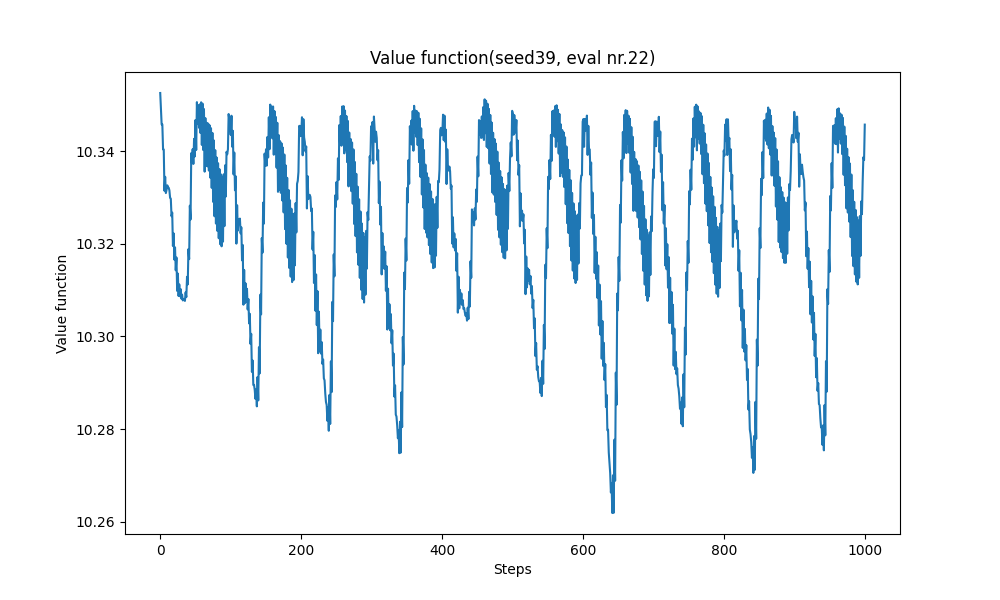 Value function(seed39, eval nr.22)
Value function
10.34
10.32
10.30
10.28
10.26
0 200 400 600 800 1000
Steps